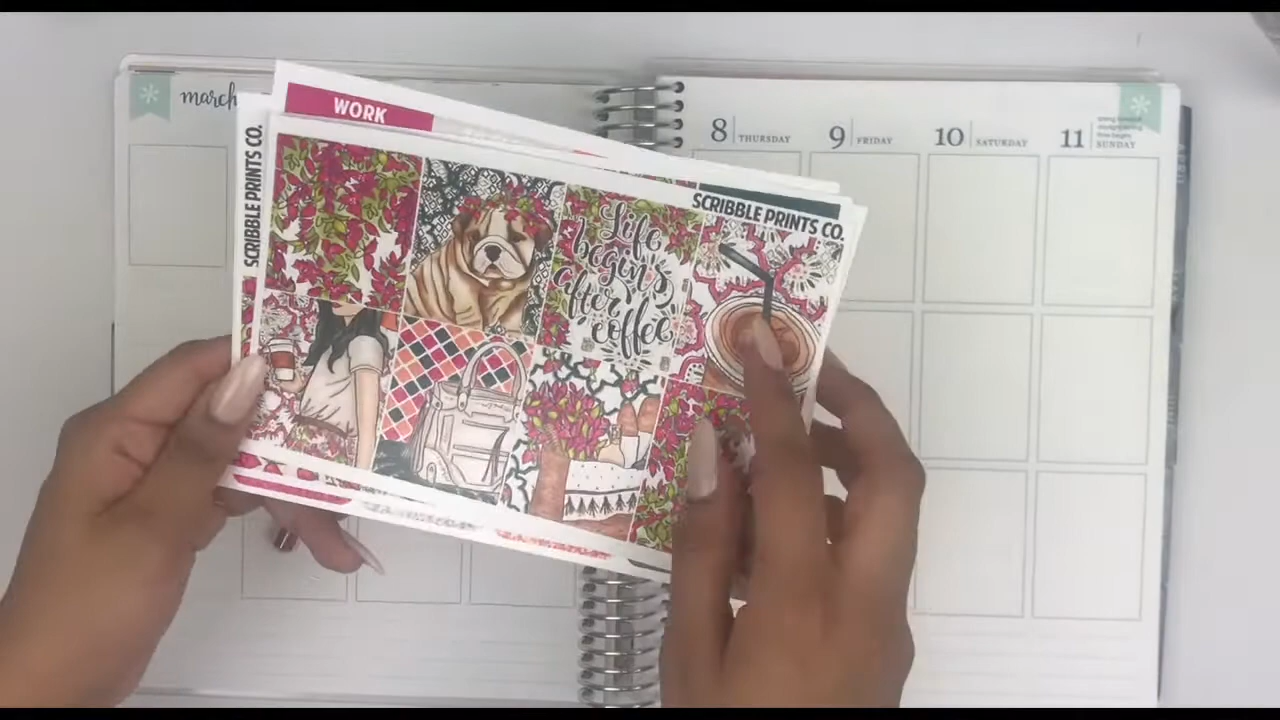 march
8 THURSDAY
9 FRIDAY
10 SATURDAY
11 SUNDAY
WORK
SCRIBBLE PRINTS CO.
SCRIBBLE PRINTS CO.
Life
begins
after
coffee